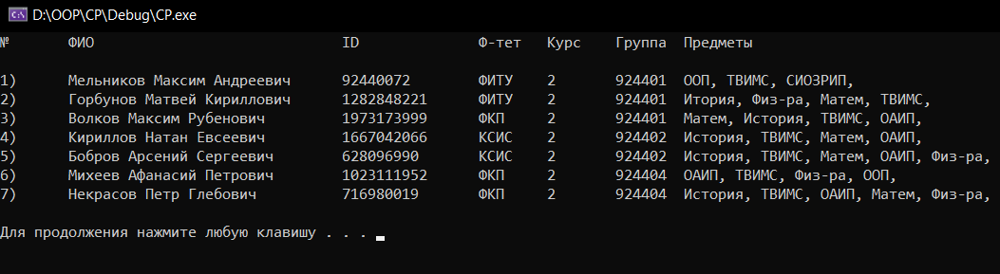 D:\OOP\CP\Debug\CP.exe
№ ФИО ID Ф-тет Курс Группа Предметы
1) Мельников Максим Андреевич 92440072 ФИТУ 2 924401 ООП, ТВИМС, СИОЗРИП,
2) Горбунов Матвей Кириллович 1282848221 ФИТУ 2 924401 Итория, Физ-ра, Матем, ТВИМС,
3) Волков Максим Рубенович 1973173999 ФКП 2 924401 Матем, История, ТВИМС, ОАИП,
4) Кириллов Натан Евсеевич 1667042066 КСИС 2 924402 История, ТВИМС, Матем, ОАИП,
5) Бобров Арсений Сергеевич 628096990 КСИС 2 924402 История, ТВИМС, Матем, ОАИП, Физ-ра,
6) Михеев Афанасий Петрович 1023111952 ФКП 2 924404 ОАИП, ТВИМС, Физ-ра, ООП,
7) Некрасов Петр Глебович 716980019 ФКП 2 924404 История, ТВИМС, ОАИП, Матем, Физ-ра,
Для продолжения нажмите любую клавишу . . .